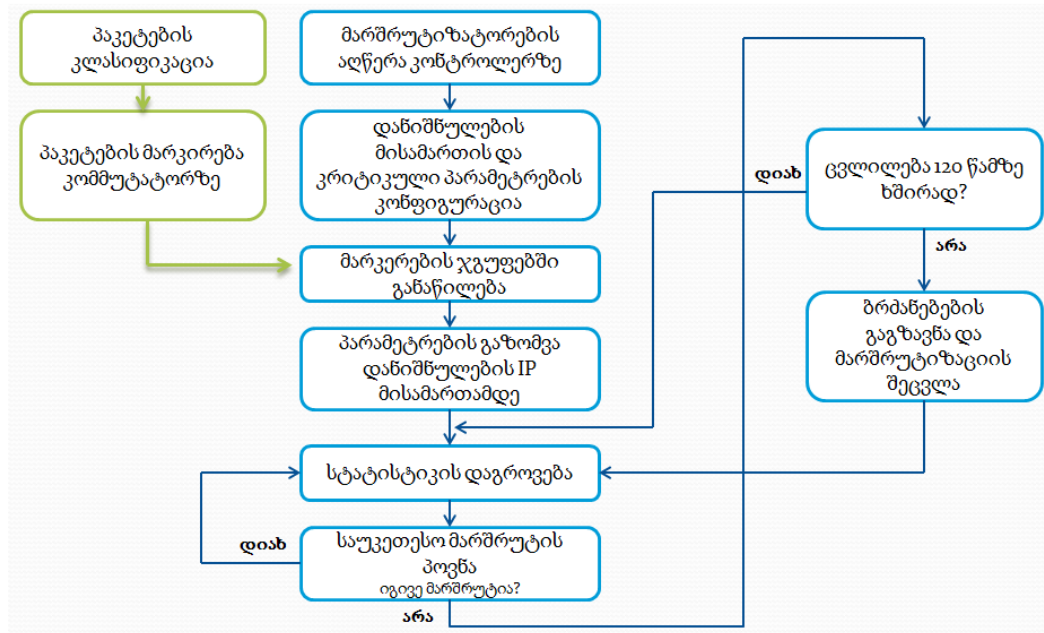 პაკეტების
კლასიფიკაცია
პაკეტების მარკირება
კომმუტატორზე
მარშრუტიზატორების
აღწერა კონტროლერზე
დანიშნულების
მისამართის და
კრიტიკული პარამეტრების
კონფიგურაცია
მარკერების ჯგუფებში
განაწილება
პარამეტრების გაზომვა
დანიშნულების IP
მისამართამდე
სტატისტიკის დაგროვება
საუკეთესო მარშრუტის
პოვნა
იგივე მარშრუტია?
დიახ
არა
ცვლილება 120 წამზე
ხშირად?
დიახ
არა
ბრძანებების
გაგზავნა და
მარშრუტიზაციის
შეცვლა